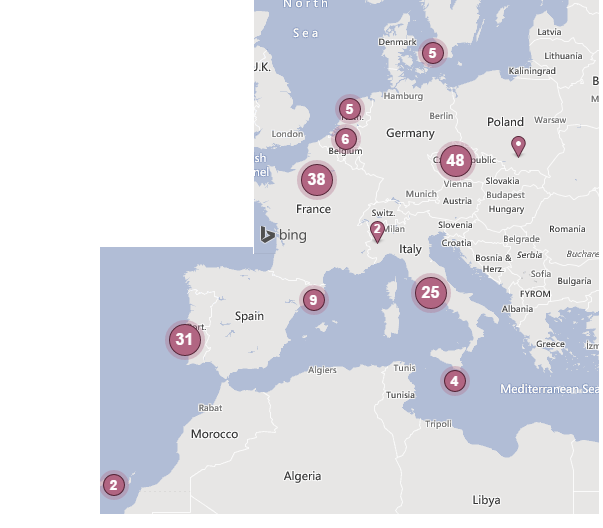 North
Sea
Latvia
Denmark
5
Lithuania
U.K.
Kaliningrad
Hamburg
5
Berlin
Poland
Warsaw
London
Germany
6
Belgium
48
38
Vienna
Slovakia
Munich
Budapest
France
Switz.
Austria
Hungary
bing
2
Milan
Slovenia
Romania
Italy
Croatia
Belgrade
Bosnia &
Herz.
Serbia
Sofia
Bulgaria
25
9
FYROM
Albania
Spain
31
Greece
Algiers
Tunis
4
Mediterranean Sea
Tunisia
Rabat
Tripoli
Morocco
Algeria
2
Libya